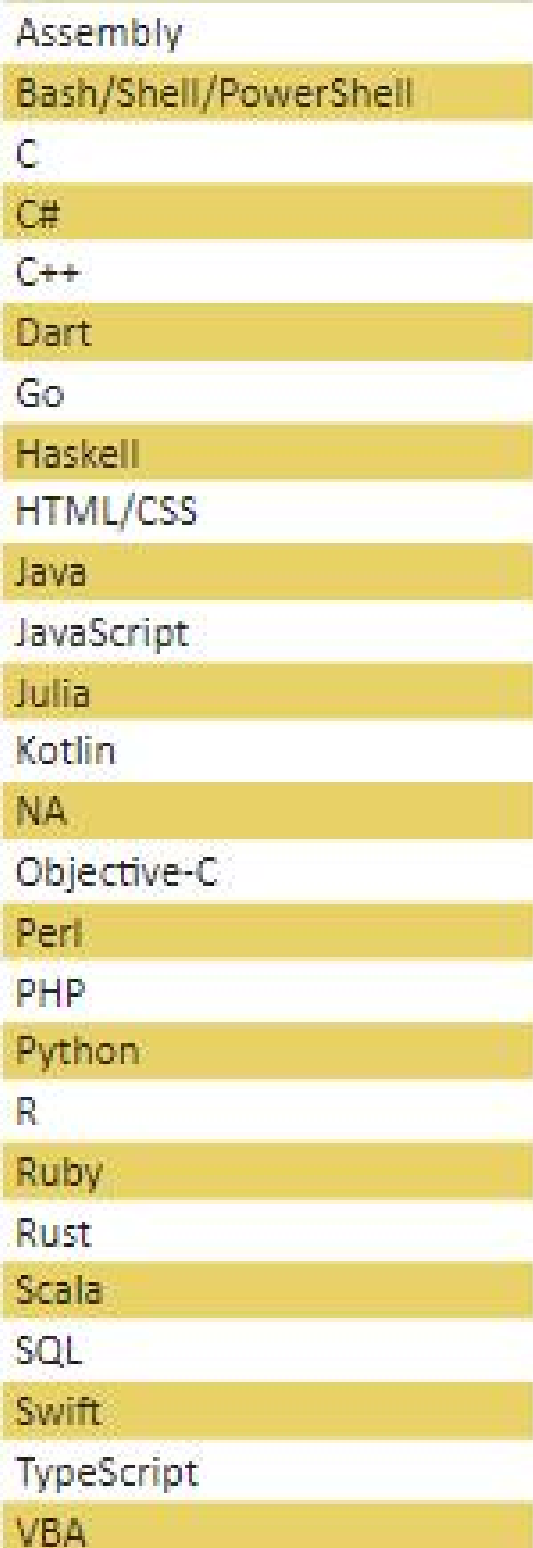 Assembly
Bash/Shell/PowerShell
C
C#
C++
Dart
Go
Haskell
HTML/CSS
Java
JavaScript
Julia
Kotlin
NA
Objective-C
Perl
PHP
Python
R
Ruby
Rust
Scala
SQL
Swift
TypeScript
VBA